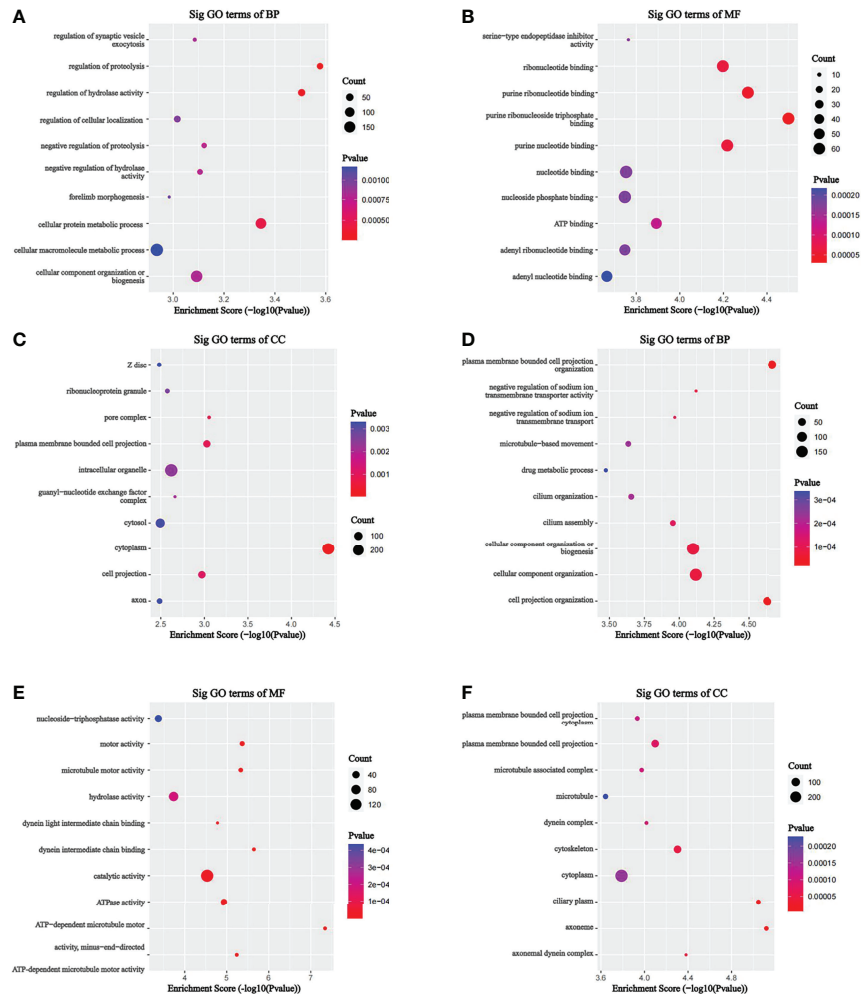 A
Sig GO terms of BP
regulation of synaptic vesicle
exocytosis
regulation of proteolysis
regulation of hydrolase activity
regulation of cellular localization
negative regulation of proteolysis
negative regulation of hydrolase
activity
forelimb morphogenesis
cellular protein metabolic process
cellular macromolecule metabolic process
cellular component organization or
biogenesis
3.0 3.2 3.4 3.6
Enrichment Score (−log10(Pvalue))
Count
50
100
150
Pvalue
0.00100
0.00075
0.00050
B
Sig GO terms of MF
serine−type endopeptidase inhibitor
activity
ribonucleotide binding
purine ribonucleotide binding
purine ribonucleoside triphosphate
binding
purine nucleotide binding
nucleotide binding
nucleoside phosphate binding
ATP binding
adenyl ribonucleotide binding
adenyl nucleotide binding
3.8 4.0 4.2 4.4
Enrichment Score (−log10(Pvalue))
Count
10
20
30
40
50
60
Pvalue
0.00020
0.00015
0.00010
0.00005
C
Sig GO terms of CC
Z disc
ribonucleoprotein granule
pore complex
plasma membrane bounded cell projection
intracellular organelle
guanyl−nucleotide exchange factor
complex
cytosol
cytoplasm
cell projection
axon
2.5 3.0 3.5 4.0 4.5
Enrichment Score (−log10(Pvalue))
Pvalue
0.003
0.002
0.001
Count
100
200
D
Sig GO terms of BP
plasma membrane bounded cell projection
organization
negative regulation of sodium ion
transmembrane transporter activity
negative regulation of sodium ion
transmembrane transport
microtubule−based movement
drug metabolic process
cilium organization
cilium assembly
cellular component organization or
biogenesis
cellular component organization
cell projection organization
3.50 3.75 4.00 4.25 4.50
Enrichment Score (−log10(Pvalue))
Count
50
100
150
Pvalue
3e−04
2e−04
1e−04
E
Sig GO terms of MF
nucleoside−triphosphatase activity
motor activity
microtubule motor activity
hydrolase activity
dynein light intermediate chain binding
dynein intermediate chain binding
catalytic activity
ATPase activity
ATP−dependent microtubule motor
activity, minus−end−directed
ATP−dependent microtubule motor activity
4 5 6 7
Enrichment Score (-log10(Pvalue))
Count
40
80
120
Pvalue
4e−04
3e−04
2e−04
1e−04
F
Sig GO terms of CC
plasma membrane bounded cell projection
cytoplasm
plasma membrane bounded cell projection
microtubule associated complex
microtubule
dynein complex
cytoskeleton
cytoplasm
ciliary plasm
axoneme
axonemal dynein complex
3.6 4.0 4.4 4.8
Enrichment Score (−log10(Pvalue))
Count
100
200
Pvalue
0.00020
0.00015
0.00010
0.00005